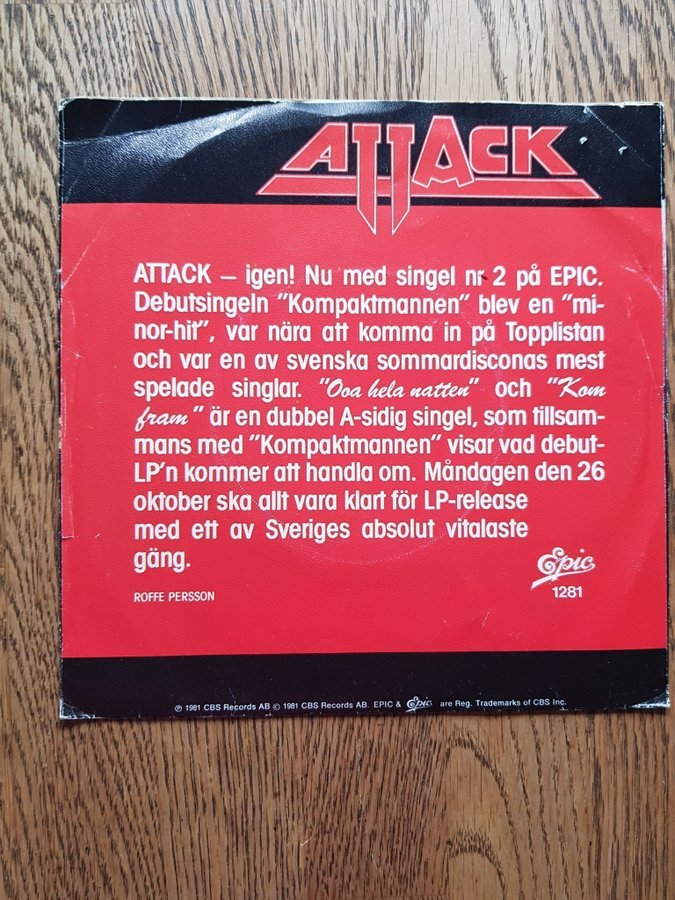 ATTACK
ATTACK – igen! Nu med singel nr 2 på EPIC.
Debutsingeln "Kompaktmannen" blev en "mi-
nor-hit", var nära att komma in på Topplistan
och var en av svenska sommardisconas mest
spelade singlar. "Ooa hela natten" och "Kom
fram" är en dubbel A-sidig singel, som tillsam-
mans med "Kompaktmannen" visar vad debut-
LP'n kommer att handla om. Måndagen den 26
oktober ska allt vara klart för LP-release
med ett av Sveriges absolut vitalaste
gäng.
Epic
ROFFE PERSSON
1281
℗ 1981 CBS Records AB © 1981 CBS Records AB. EPIC & Epic are Reg. Trademarks of CBS Inc.